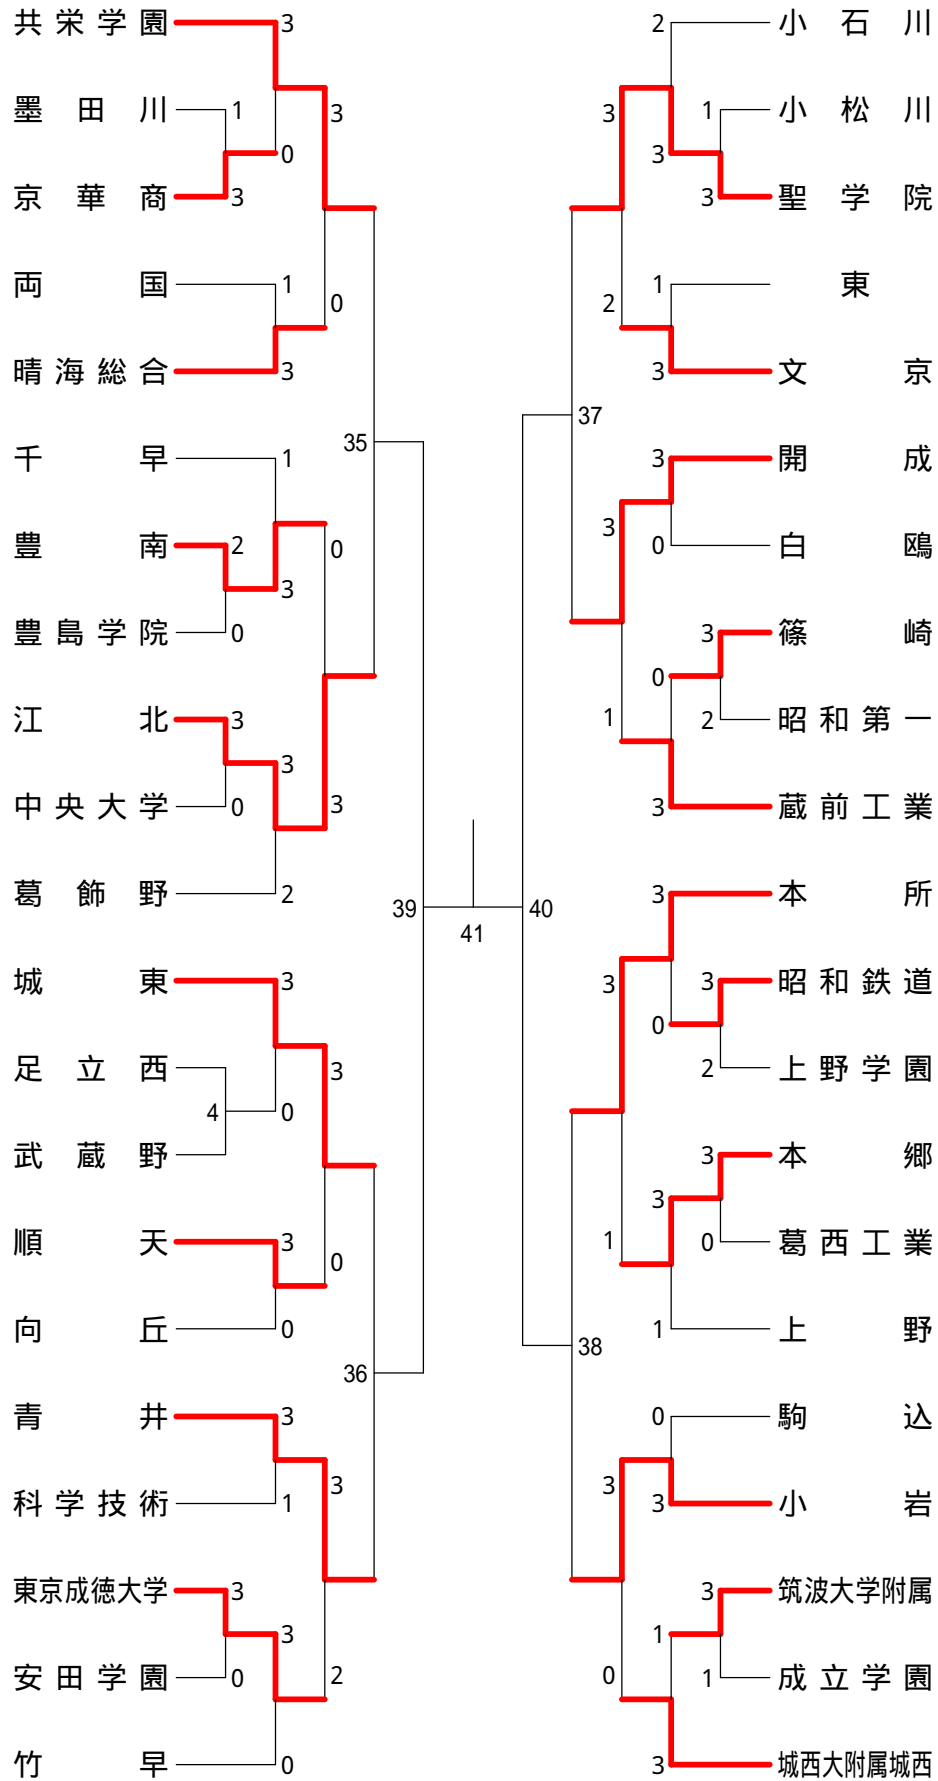 共栄学園 3
墨田川 1
3
0
京華商 3
両国 1
0
晴海総合 3
35
千早 1
豊南 2
0
3
豊島学院 0
江北 3
3
中央大学 0
3
葛飾野 2
39
城東 3
足立西
3
4
0
武蔵野
順天 3
0
向丘 0
36
青井 3
3
科学技術 1
東京成徳大学 3
3
安田学園 0
2
竹早 0
41
2 小石川
3
1 小松川
3
3 聖学院
2
1 東
3 文京
37
3 開成
3
0 白鴎
3 篠崎
0
1
2 昭和第一
3 蔵前工業
40
3 本所
3
3 昭和鉄道
0
2 上野学園
3 本郷
3
1
0 葛西工業
1 上野
38
0 駒込
3
3 小岩
3 筑波大学附属
1
0
1 成立学園
3 城西大附属城西